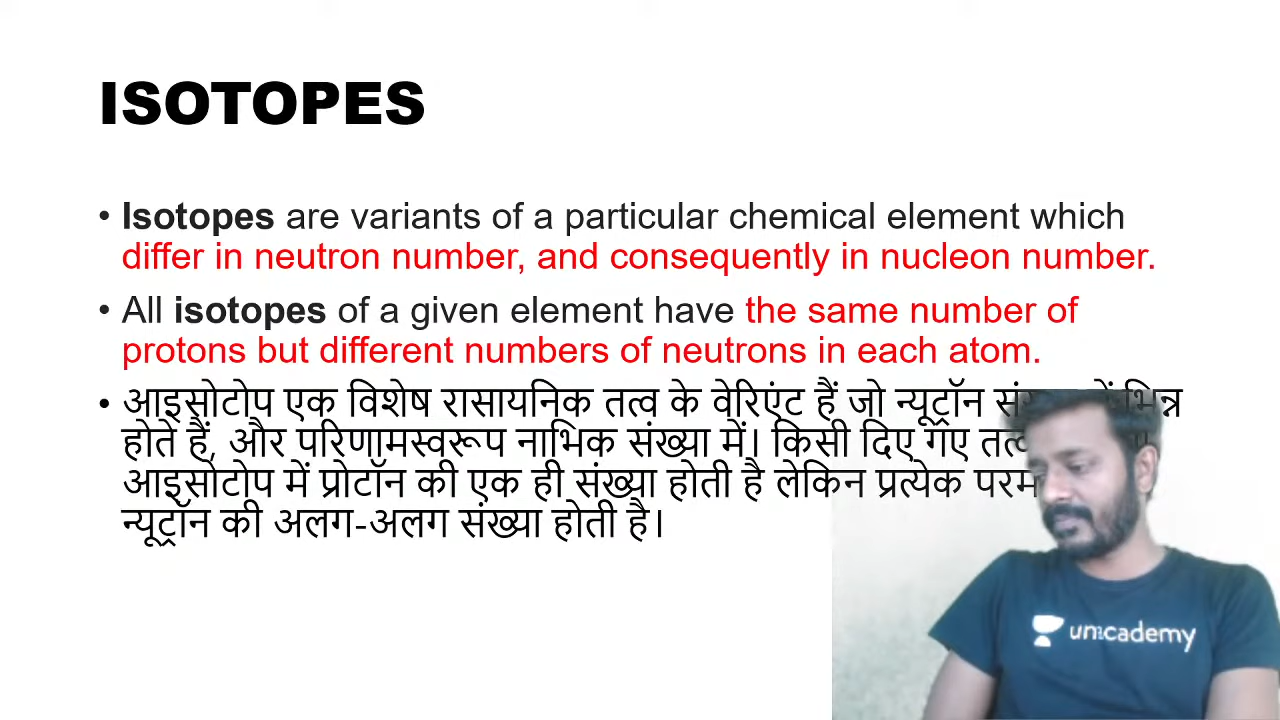 ISOTOPES
• Isotopes are variants of a particular chemical element which
differ in neutron number, and consequently in nucleon number.
• All isotopes of a given element have the same number of
protons but different numbers of neutrons in each atom.
• आइसोटोप एक विशेष रासायनिक तत्व के वेरिएंट हैं जो न्यूट्रॉन भिन्न
होते हैं, और परिणामस्वरूप नाभिक संख्या में। किसी दिए गए
आइसोटोप में प्रोटॉन की एक ही संख्या होती है लेकिन प्रत्येक
न्यूट्रॉन की अलग-अलग संख्या होती है।
unacademy